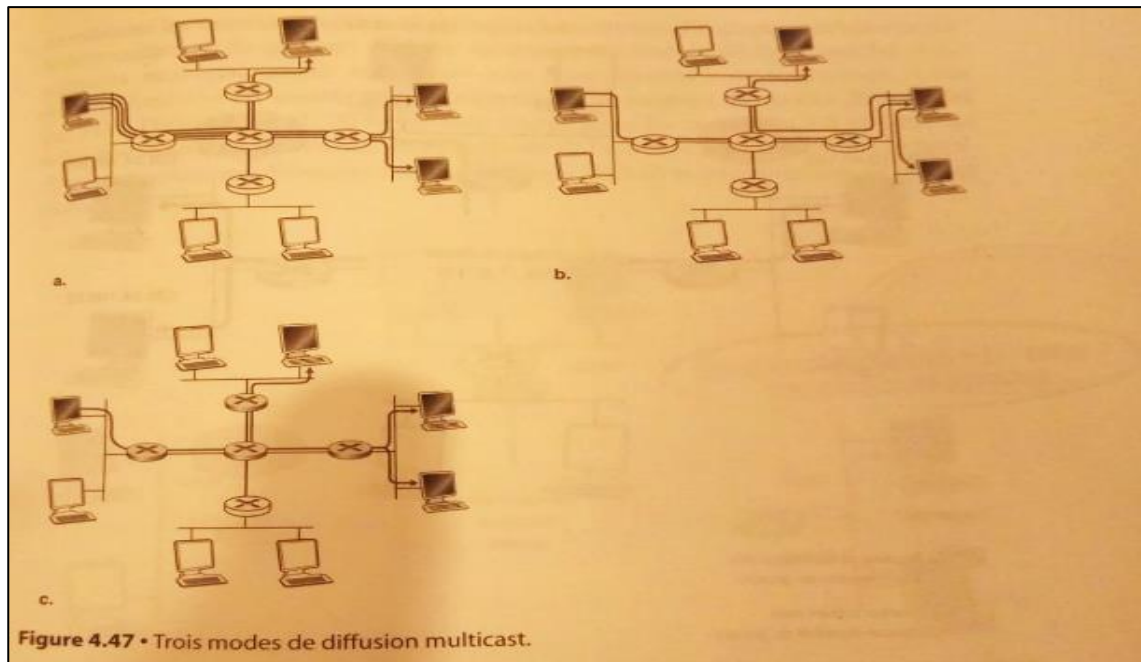 a.
b.
c.
Figure 4.47 • Trois modes de diffusion multicast.